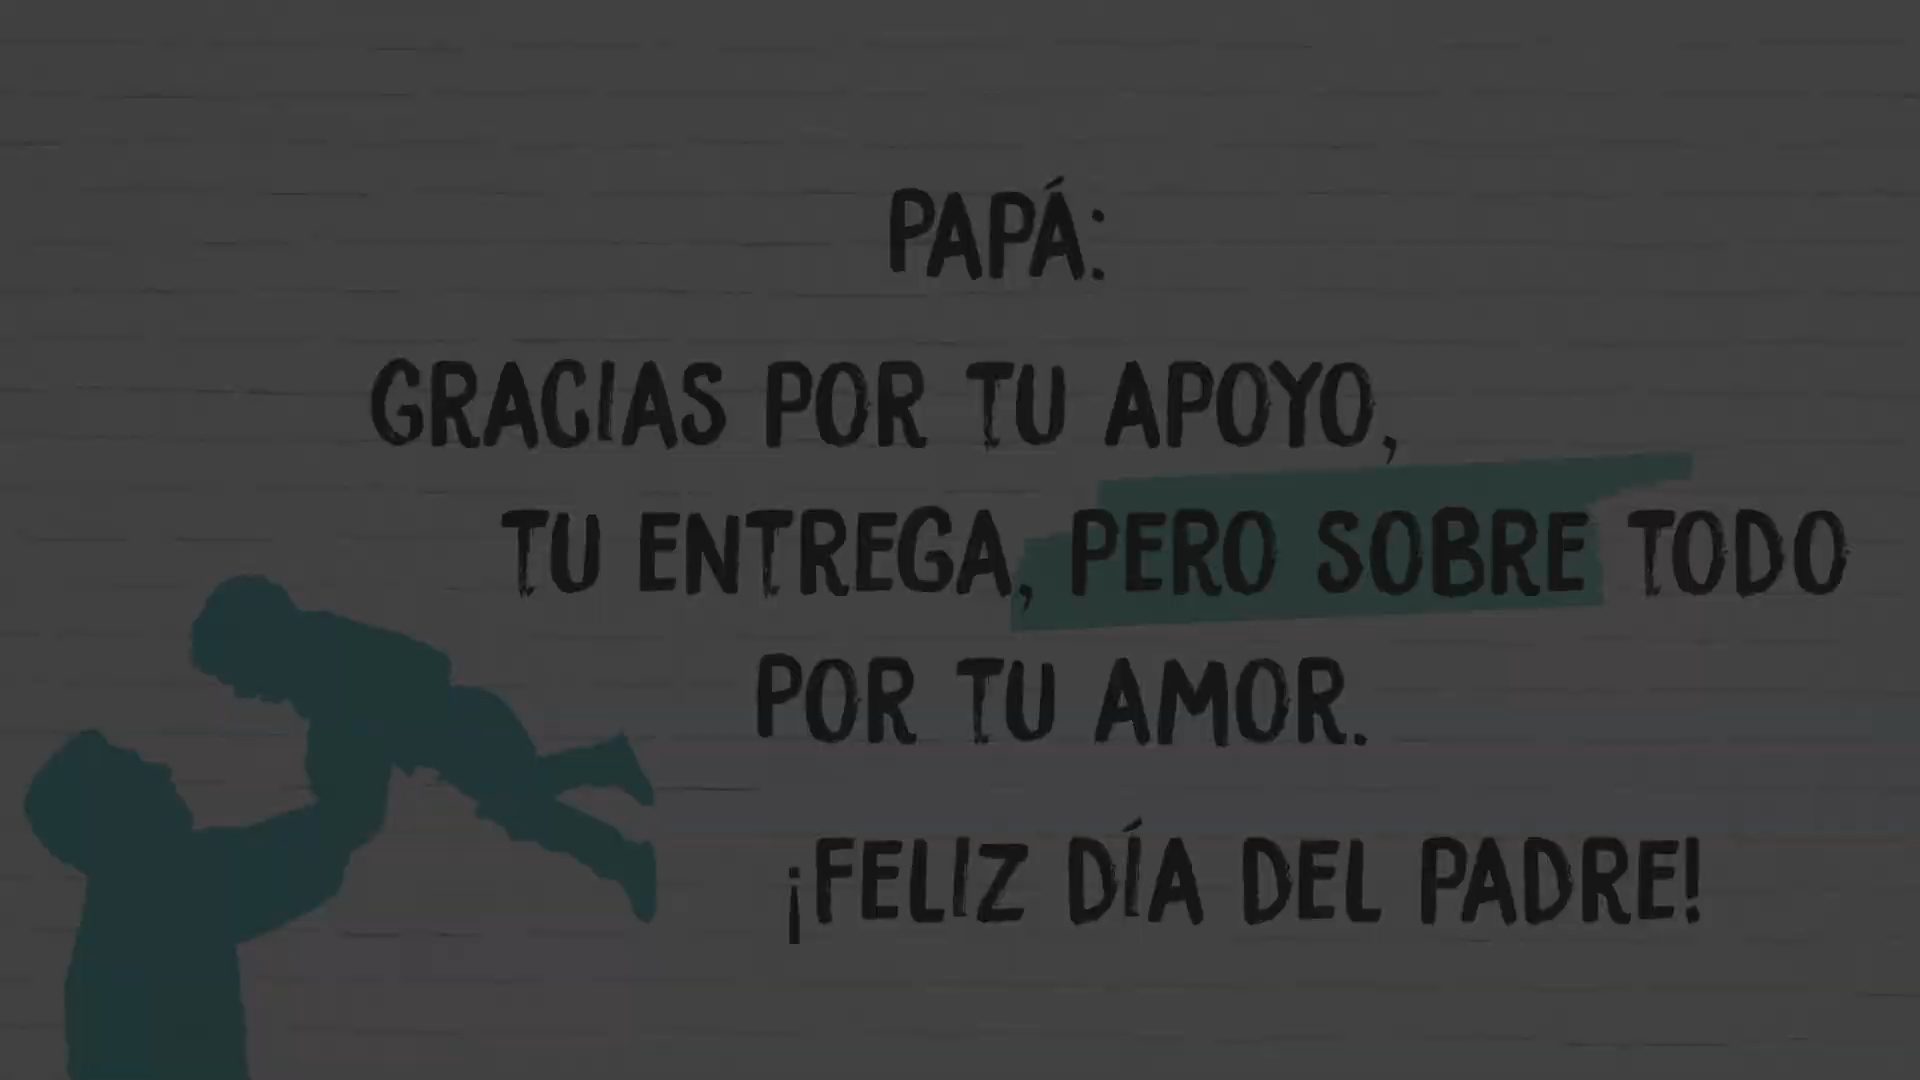 PAPÁ:
GRACIAS POR TU APOYO,
TU ENTREGA, PERO SOBRE TODO
POR TU AMOR.
¡FELIZ DÍA DEL PADRE!